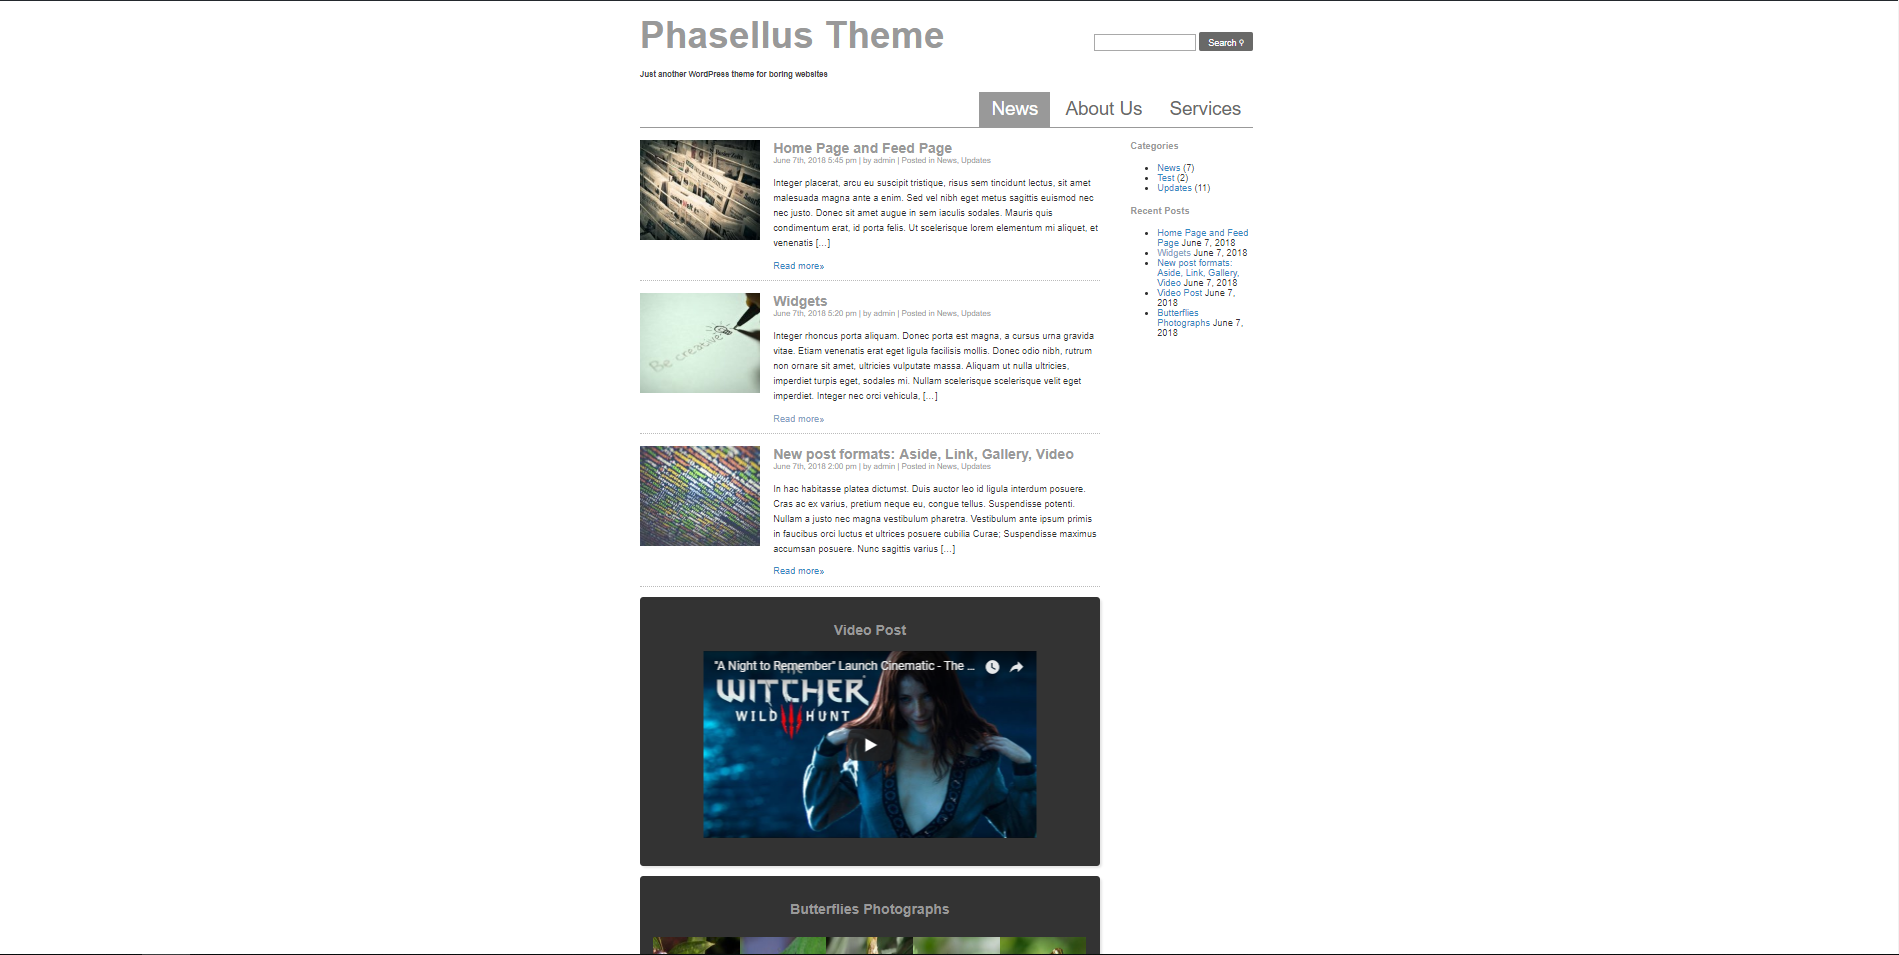 Phasellus Theme
Search
Just another WordPress theme for boring websites
News
About Us
Services
Home Page and Feed Page
June 7th, 2018 5:45 pm | by admin | Posted in News, Updates
Integer placerat, arcu eu suscipit tristique, risus sem tincidunt lectus, sit amet
malesuada magna ante a enim. Sed vel nibh eget metus sagittis euismod nec
nec justo. Donec sit amet augue in sem iaculis sodales. Mauris quis
condimentum erat, id porta felis. Ut scelerisque lorem elementum mi aliquet, et
venenatis […]
Read more»
Be creative
Widgets
June 7th, 2018 5:20 pm | by admin | Posted in News, Updates
Integer rhoncus porta aliquam. Donec porta est magna, a cursus urna gravida
vitae. Etiam venenatis erat eget ligula facilisis mollis. Donec odio nibh, rutrum
non ornare sit amet, ultricies vulputate massa. Aliquam ut nulla ultricies,
imperdiet turpis eget, sodales mi. Nullam scelerisque scelerisque velit eget
imperdiet. Integer nec orci vehicula, […]
Read more»
New post formats: Aside, Link, Gallery, Video
June 7th, 2018 2:00 pm | by admin | Posted in News, Updates
In hac habitasse platea dictumst. Duis auctor leo id ligula interdum posuere.
Cras ac ex varius, pretium neque eu, congue tellus. Suspendisse potenti.
Nullam a justo nec magna vestibulum pharetra. Vestibulum ante ipsum primis
in faucibus orci luctus et ultrices posuere cubilia Curae; Suspendisse maximus
accumsan posuere. Nunc sagittis varius […]
Read more»
Video Post
"A Night to Remember" Launch Cinematic - The ...
THE
WITCHER
WILD HUNT
Butterflies Photographs
Categories
News (7)
Test (2)
Updates (11)
Recent Posts
Home Page and Feed
Page June 7, 2018
Widgets June 7, 2018
New post formats:
Aside, Link, Gallery,
Video June 7, 2018
Video Post June 7,
2018
Butterflies
Photographs June 7,
2018